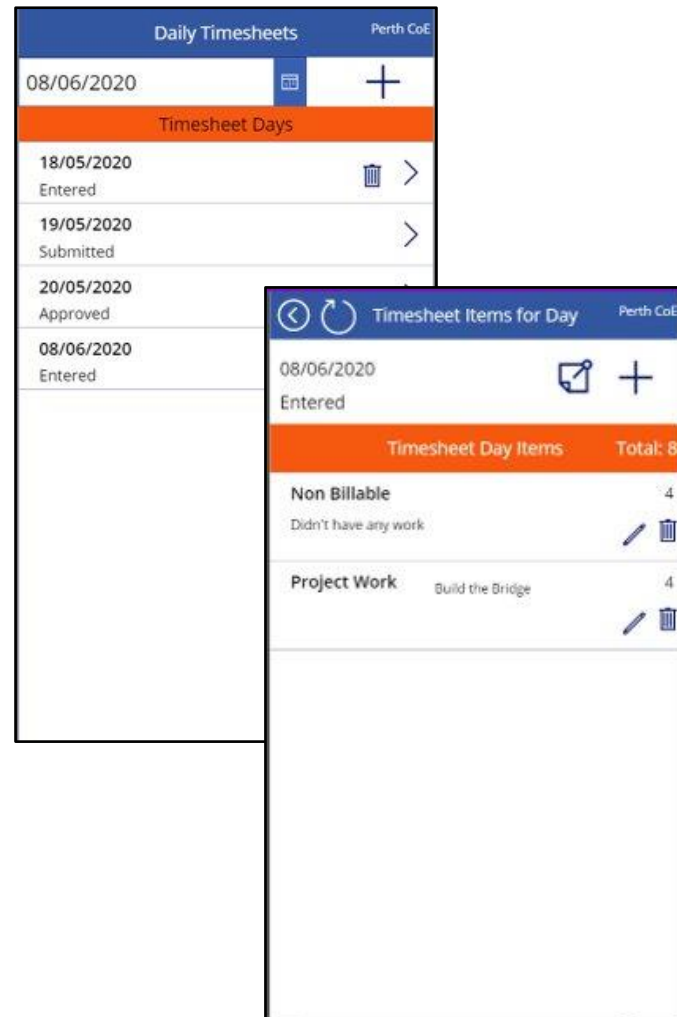 Daily Timesheets Perth CoE
08/06/2020
Timesheet Days
18/05/2020
Entered
19/05/2020
Submitted
20/05/2020
Approved
08/06/2020
Entered
Timesheet Items for Day Perth CoE
08/06/2020
Entered
Timesheet Day Items Total: 8
Non Billable 4
Didn't have any work
Project Work Build the Bridge 4